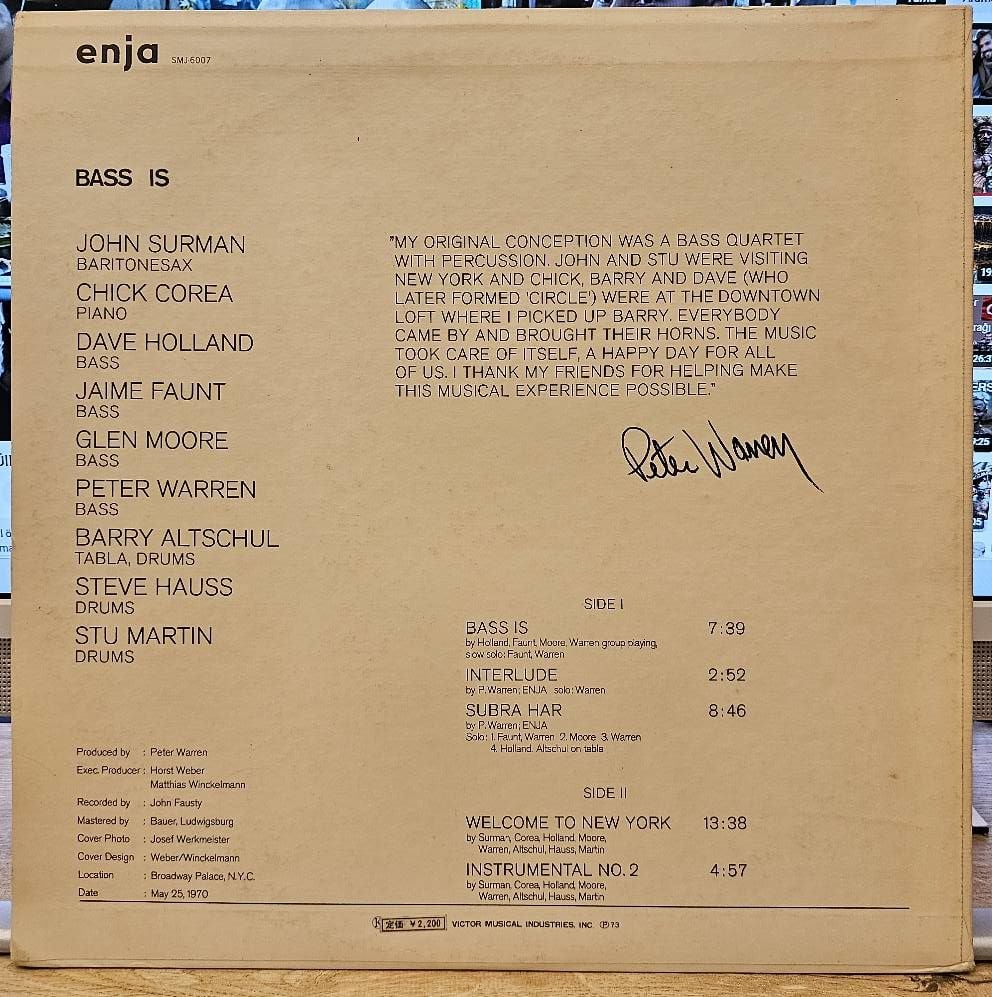 enja SMJ-6007
BASS IS
JOHN SURMAN
BARITONESAX
CHICK COREA
PIANO
DAVE HOLLAND
BASS
JAIME FAUNT
BASS
GLEN MOORE
BASS
PETER WARREN
BASS
BARRY ALTSCHUL
TABLA, DRUMS
STEVE HAUSS
DRUMS
STU MARTIN
DRUMS
"MY ORIGINAL CONCEPTION WAS A BASS QUARTET
WITH PERCUSSION. JOHN AND STU WERE VISITING
NEW YORK AND CHICK, BARRY AND DAVE (WHO
LATER FORMED 'CIRCLE') WERE AT THE DOWNTOWN
LOFT WHERE I PICKED UP BARRY. EVERYBODY
CAME BY AND BROUGHT THEIR HORNS. THE MUSIC
TOOK CARE OF ITSELF, A HAPPY DAY FOR ALL
OF US. I THANK MY FRIENDS FOR HELPING MAKE
THIS MUSICAL EXPERIENCE POSSIBLE."
Peter Warren
SIDE I
BASS IS 7:39
by Holland, Faunt, Moore, Warren group playing,
slow solo: Faunt, Warren
INTERLUDE 2:52
by P. Warren; ENJA solo: Warren
SUBRA HAR 8:46
by P. Warren; ENJA
Solo: 1. Faunt, Warren 2. Moore 3. Warren
4. Holland. Altschul on table
SIDE II
WELCOME TO NEW YORK 13:38
by Surman, Corea, Holland, Moore,
Warren, Altschul, Hauss, Martin
INSTRUMENTAL NO. 2 4:57
by Surman, Corea, Holland, Moore,
Warren, Altschul, Hauss, Martin
Produced by : Peter Warren
Exec. Producer : Horst Weber
Matthias Winckelmann
Recorded by : John Fausty
Mastered by : Bauer, Ludwigsburg
Cover Photo : Josef Werkmeister
Cover Design : Weber/Winckelmann
Location : Broadway Palace, N.Y.C.
Date : May 25, 1970
定価 ¥2,200 VICTOR MUSICAL INDUSTRIES, INC. ℗ 73